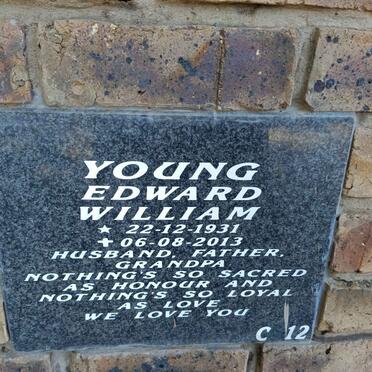 YOUNG
EDWARD
WILLIAM
★ 22-12-1931
✝ 06-08-2013
HUSBAND, FATHER,
GRANDPA
NOTHING'S SO SACRED
AS HONOUR AND
NOTHING'S SO LOYAL
AS LOVE
WE LOVE YOU
C 12